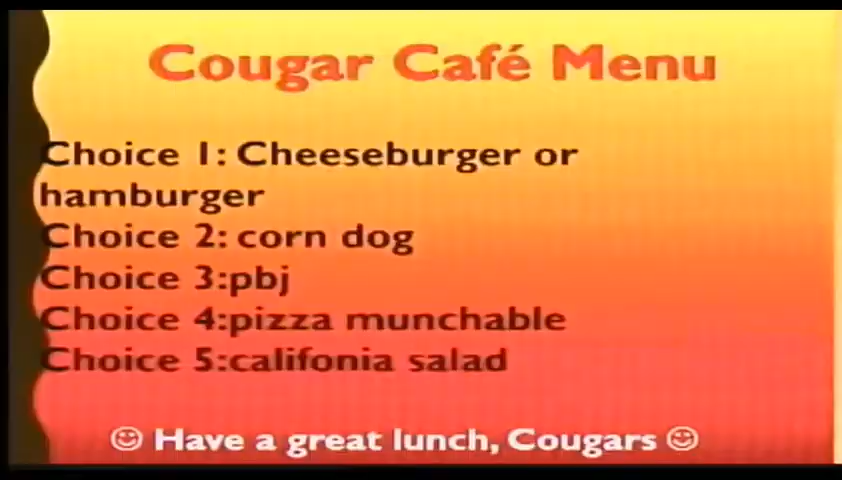 Cougar Café Menu
Choice 1: Cheeseburger or
hamburger
Choice 2: corn dog
Choice 3:pbj
Choice 4:pizza munchable
Choice 5:califonia salad
☺ Have a great lunch, Cougars ☺